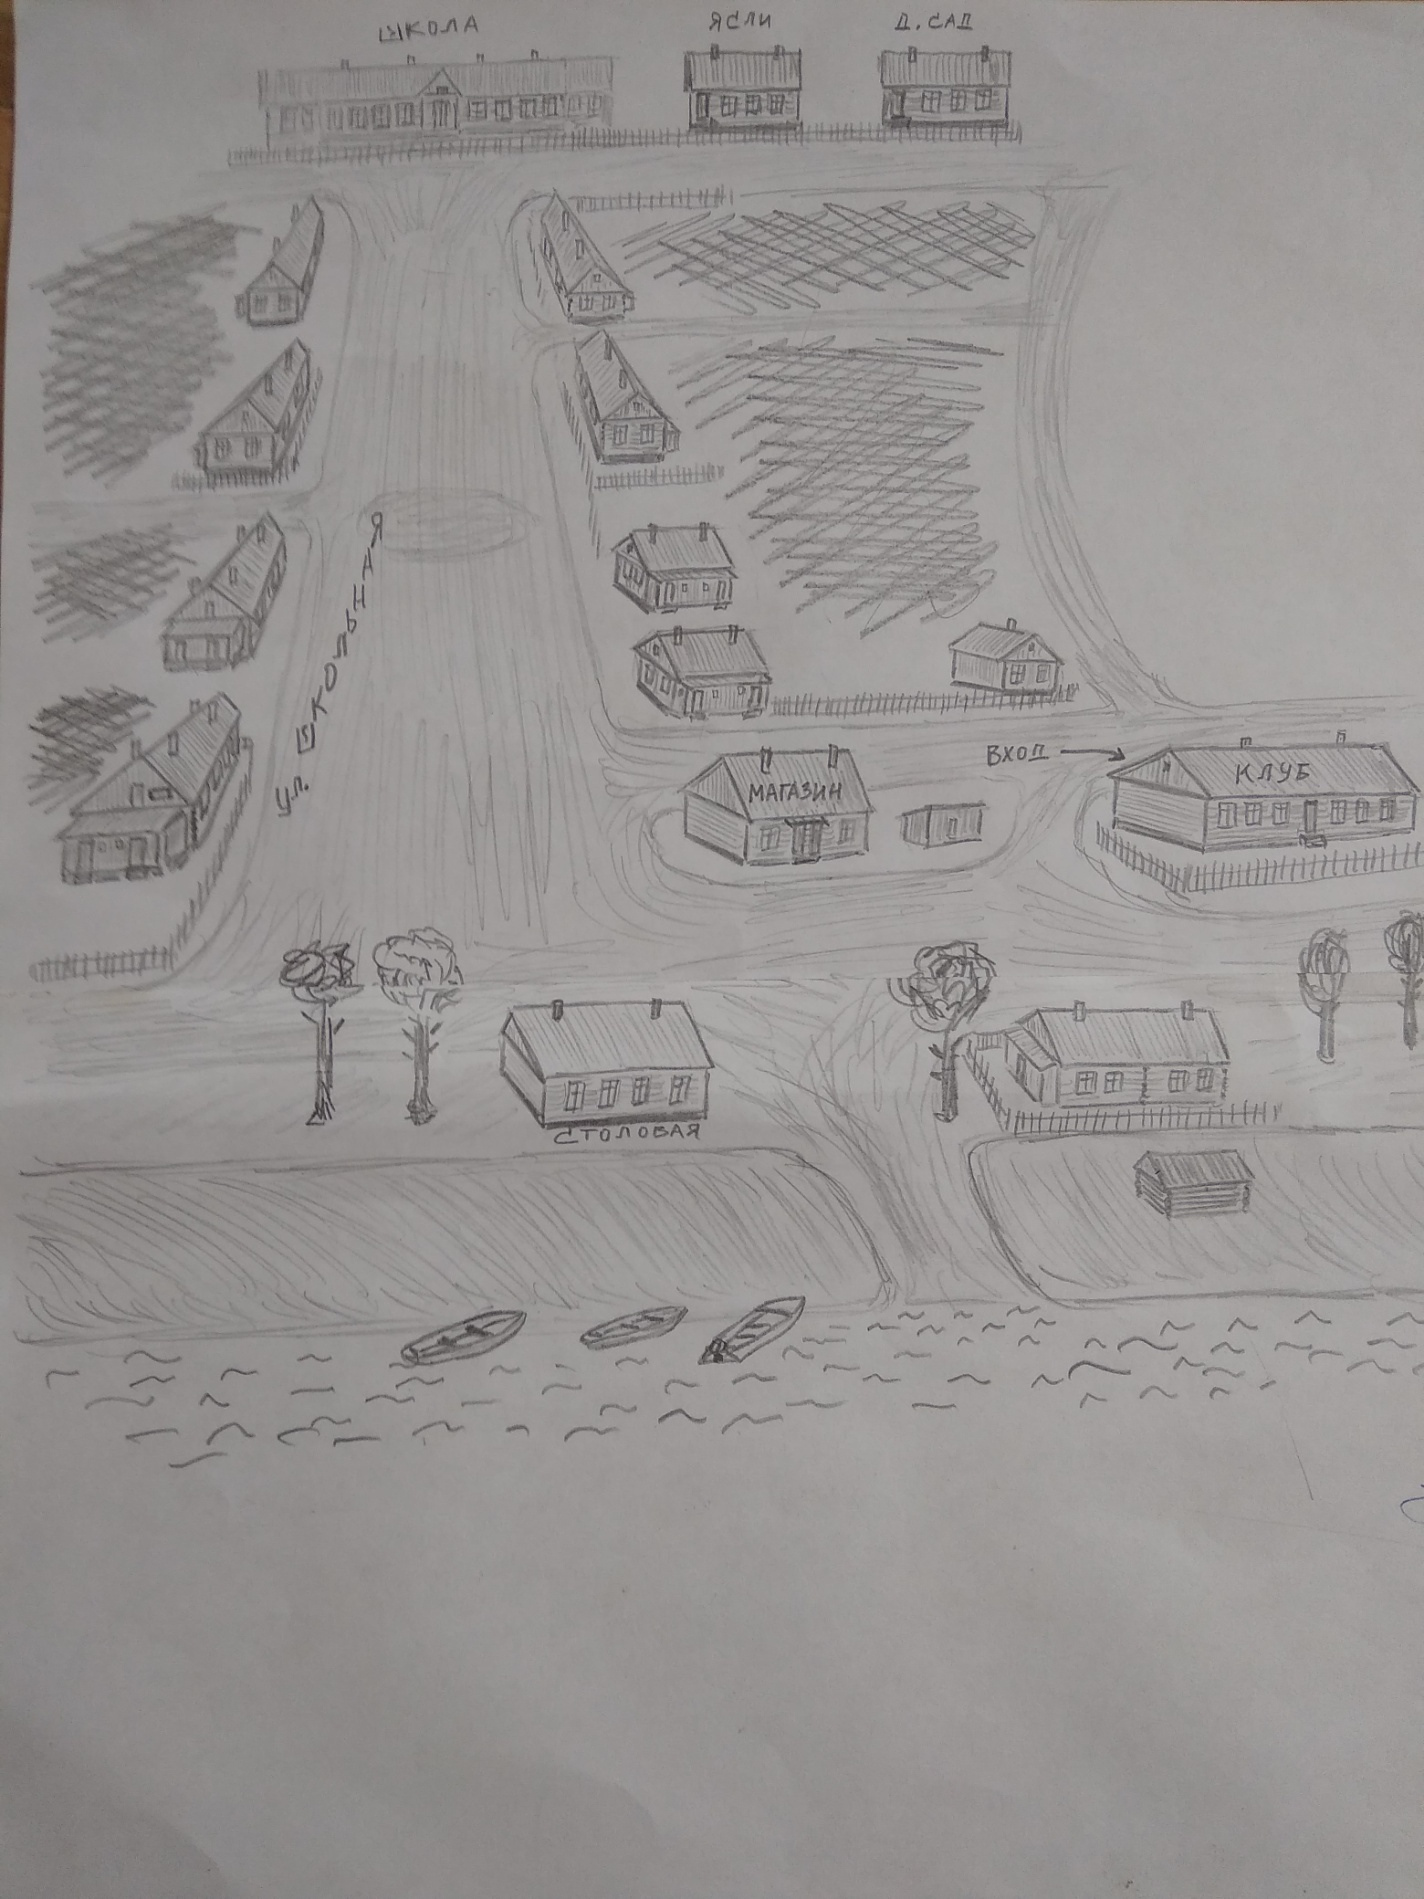 ШКОЛА
ЯСЛИ
Д. САД
ул. ШКОЛЬНАЯ
ВХОД
КЛУБ
МАГАЗИН
СТОЛОВАЯ